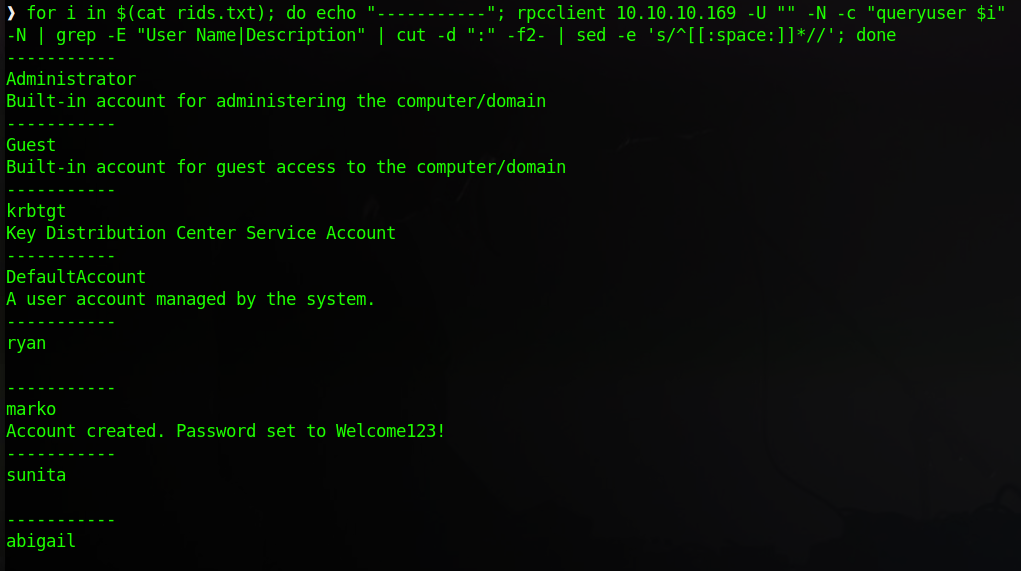 ❯ for i in $(cat rids.txt); do echo "-----------"; rpcclient 10.10.10.169 -U "" -N -c "queryuser $i"
-N | grep -E "User Name|Description" | cut -d ":" -f2- | sed -e 's/^[[:space:]]*//'; done
-----------
Administrator
Built-in account for administering the computer/domain
-----------
Guest
Built-in account for guest access to the computer/domain
-----------
krbtgt
Key Distribution Center Service Account
-----------
DefaultAccount
A user account managed by the system.
-----------
ryan
-----------
marko
Account created. Password set to Welcome123!
-----------
sunita
-----------
abigail